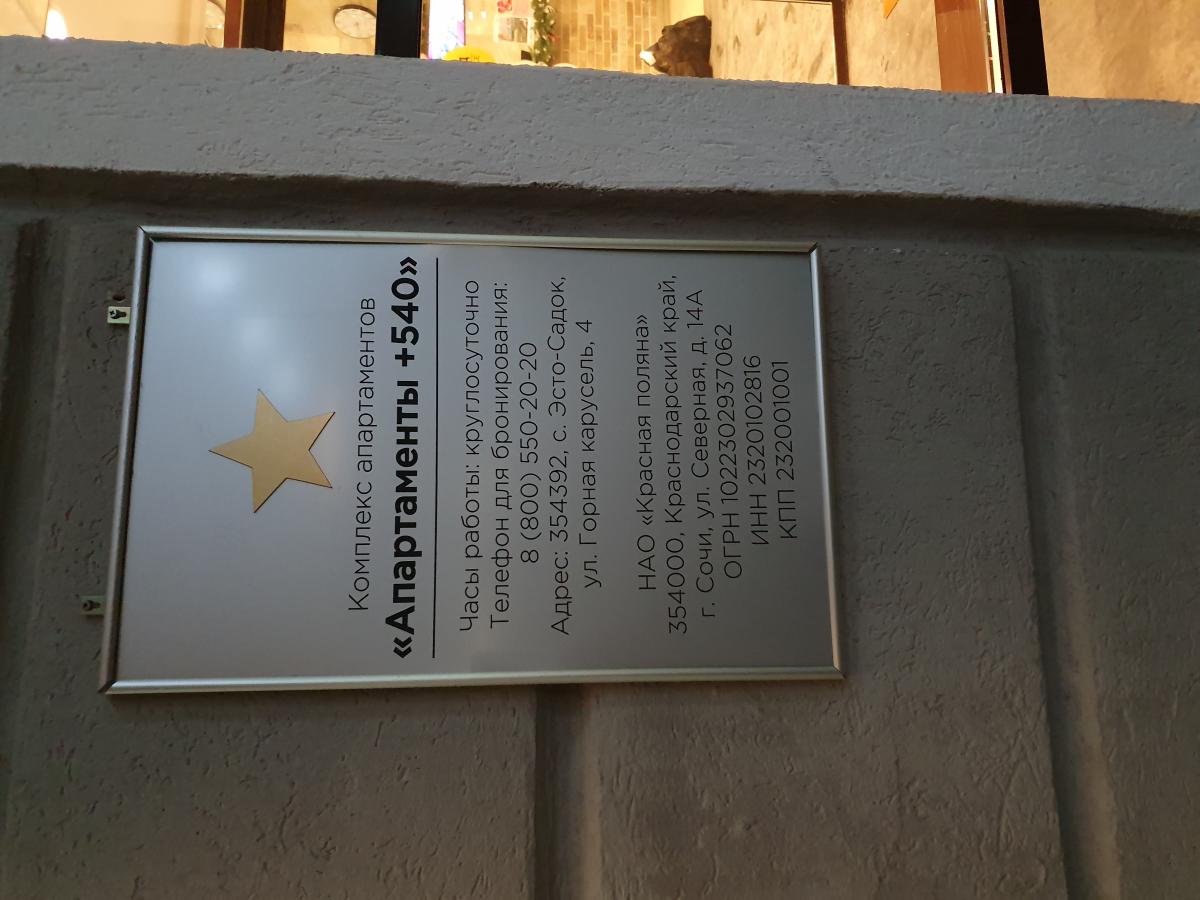 Комплекс апартаментов
«Апартаменты +540»
Часы работы: круглосуточно
Телефон для бронирования:
8 (800) 550-20-20
Адрес: 354392, с. Эсто-Садок,
ул. Горная карусель, 4
НАО «Красная поляна»
354000, Краснодарский край,
г. Сочи, ул. Северная, д. 14А
ОГРН 1022302937062
ИНН 2320102816
КПП 232001001